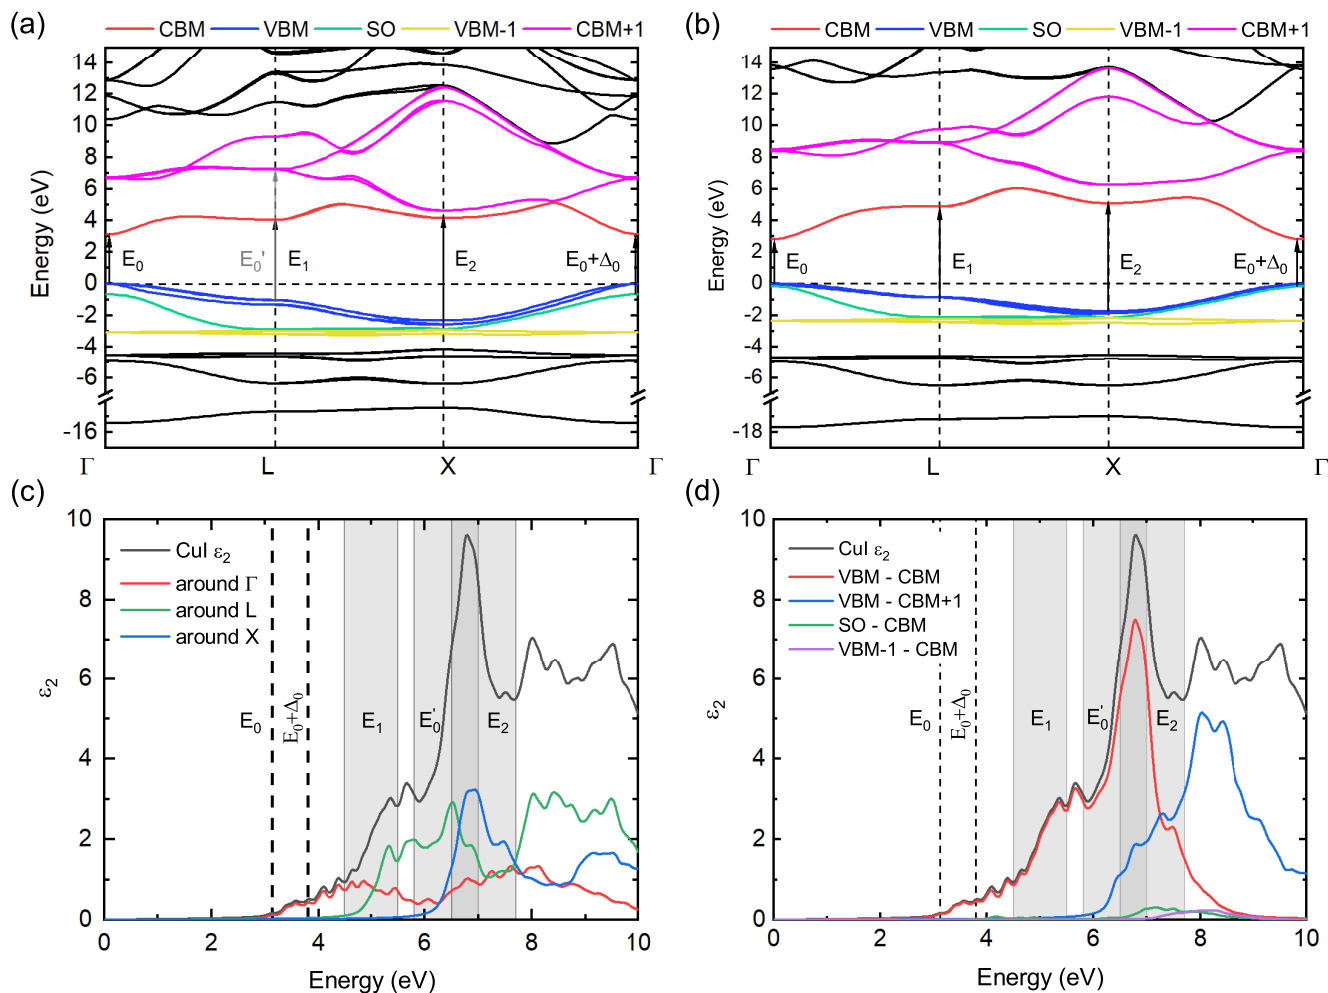 (a)
CBM VBM SO VBM-1 CBM+1
Energy (eV)
14
12
10
8
6
4
2
0
-2
-4
-6
-16
E₀ E₀' E₁ E₂ E₀+Δ₀
Γ L X Γ
(b)
CBM VBM SO VBM-1 CBM+1
Energy (eV)
14
12
10
8
6
4
2
0
-2
-4
-6
-18
E₀ E₁ E₂ E₀+Δ₀
Γ L X Γ
(c)
ε₂
10
8
6
4
2
0
CuI ε₂
around Γ
around L
around X
E₀ E₀+Δ₀ E₁ E₀' E₂
0 2 4 6 8 10
Energy (eV)
(d)
ε₂
10
8
6
4
2
0
CuI ε₂
VBM - CBM
VBM - CBM+1
SO - CBM
VBM-1 - CBM
E₀ E₀+Δ₀ E₁ E₀' E₂
0 2 4 6 8 10
Energy (eV)